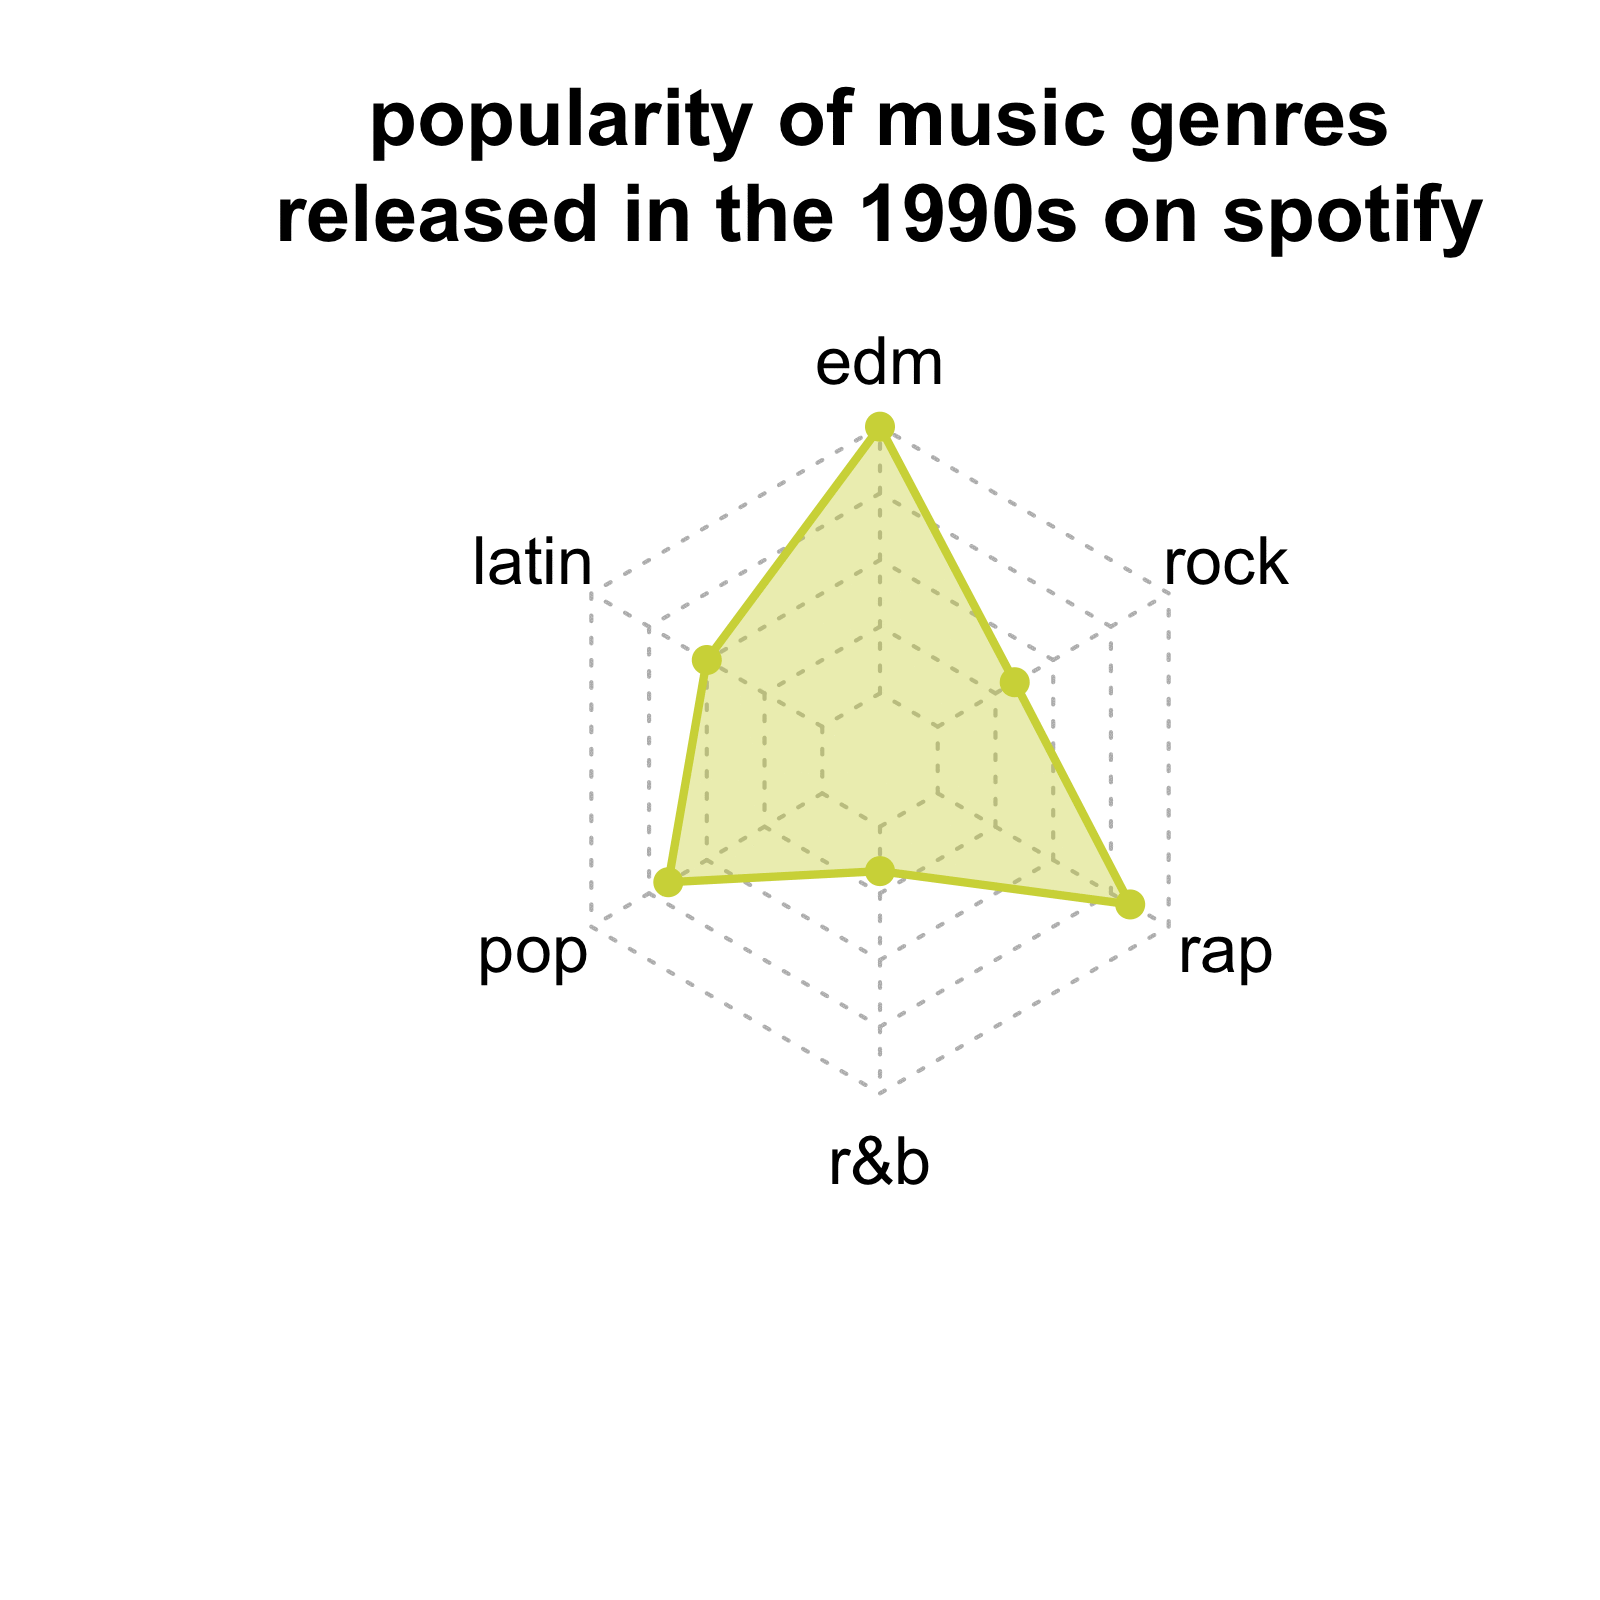 popularity of music genres
released in the 1990s on spotify
edm
latin
rock
pop
rap
r&b